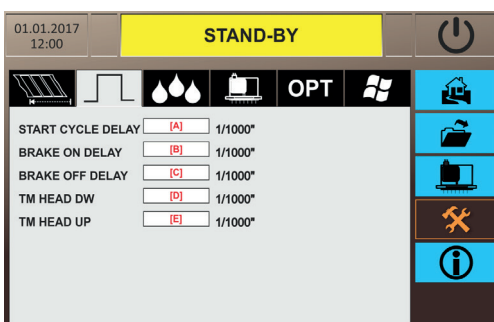 01.01.2017
12:00
STAND-BY
OPT
START CYCLE DELAY [A] 1/1000"
BRAKE ON DELAY [B] 1/1000"
BRAKE OFF DELAY [C] 1/1000"
TM HEAD DW [D] 1/1000"
TM HEAD UP [E] 1/1000"